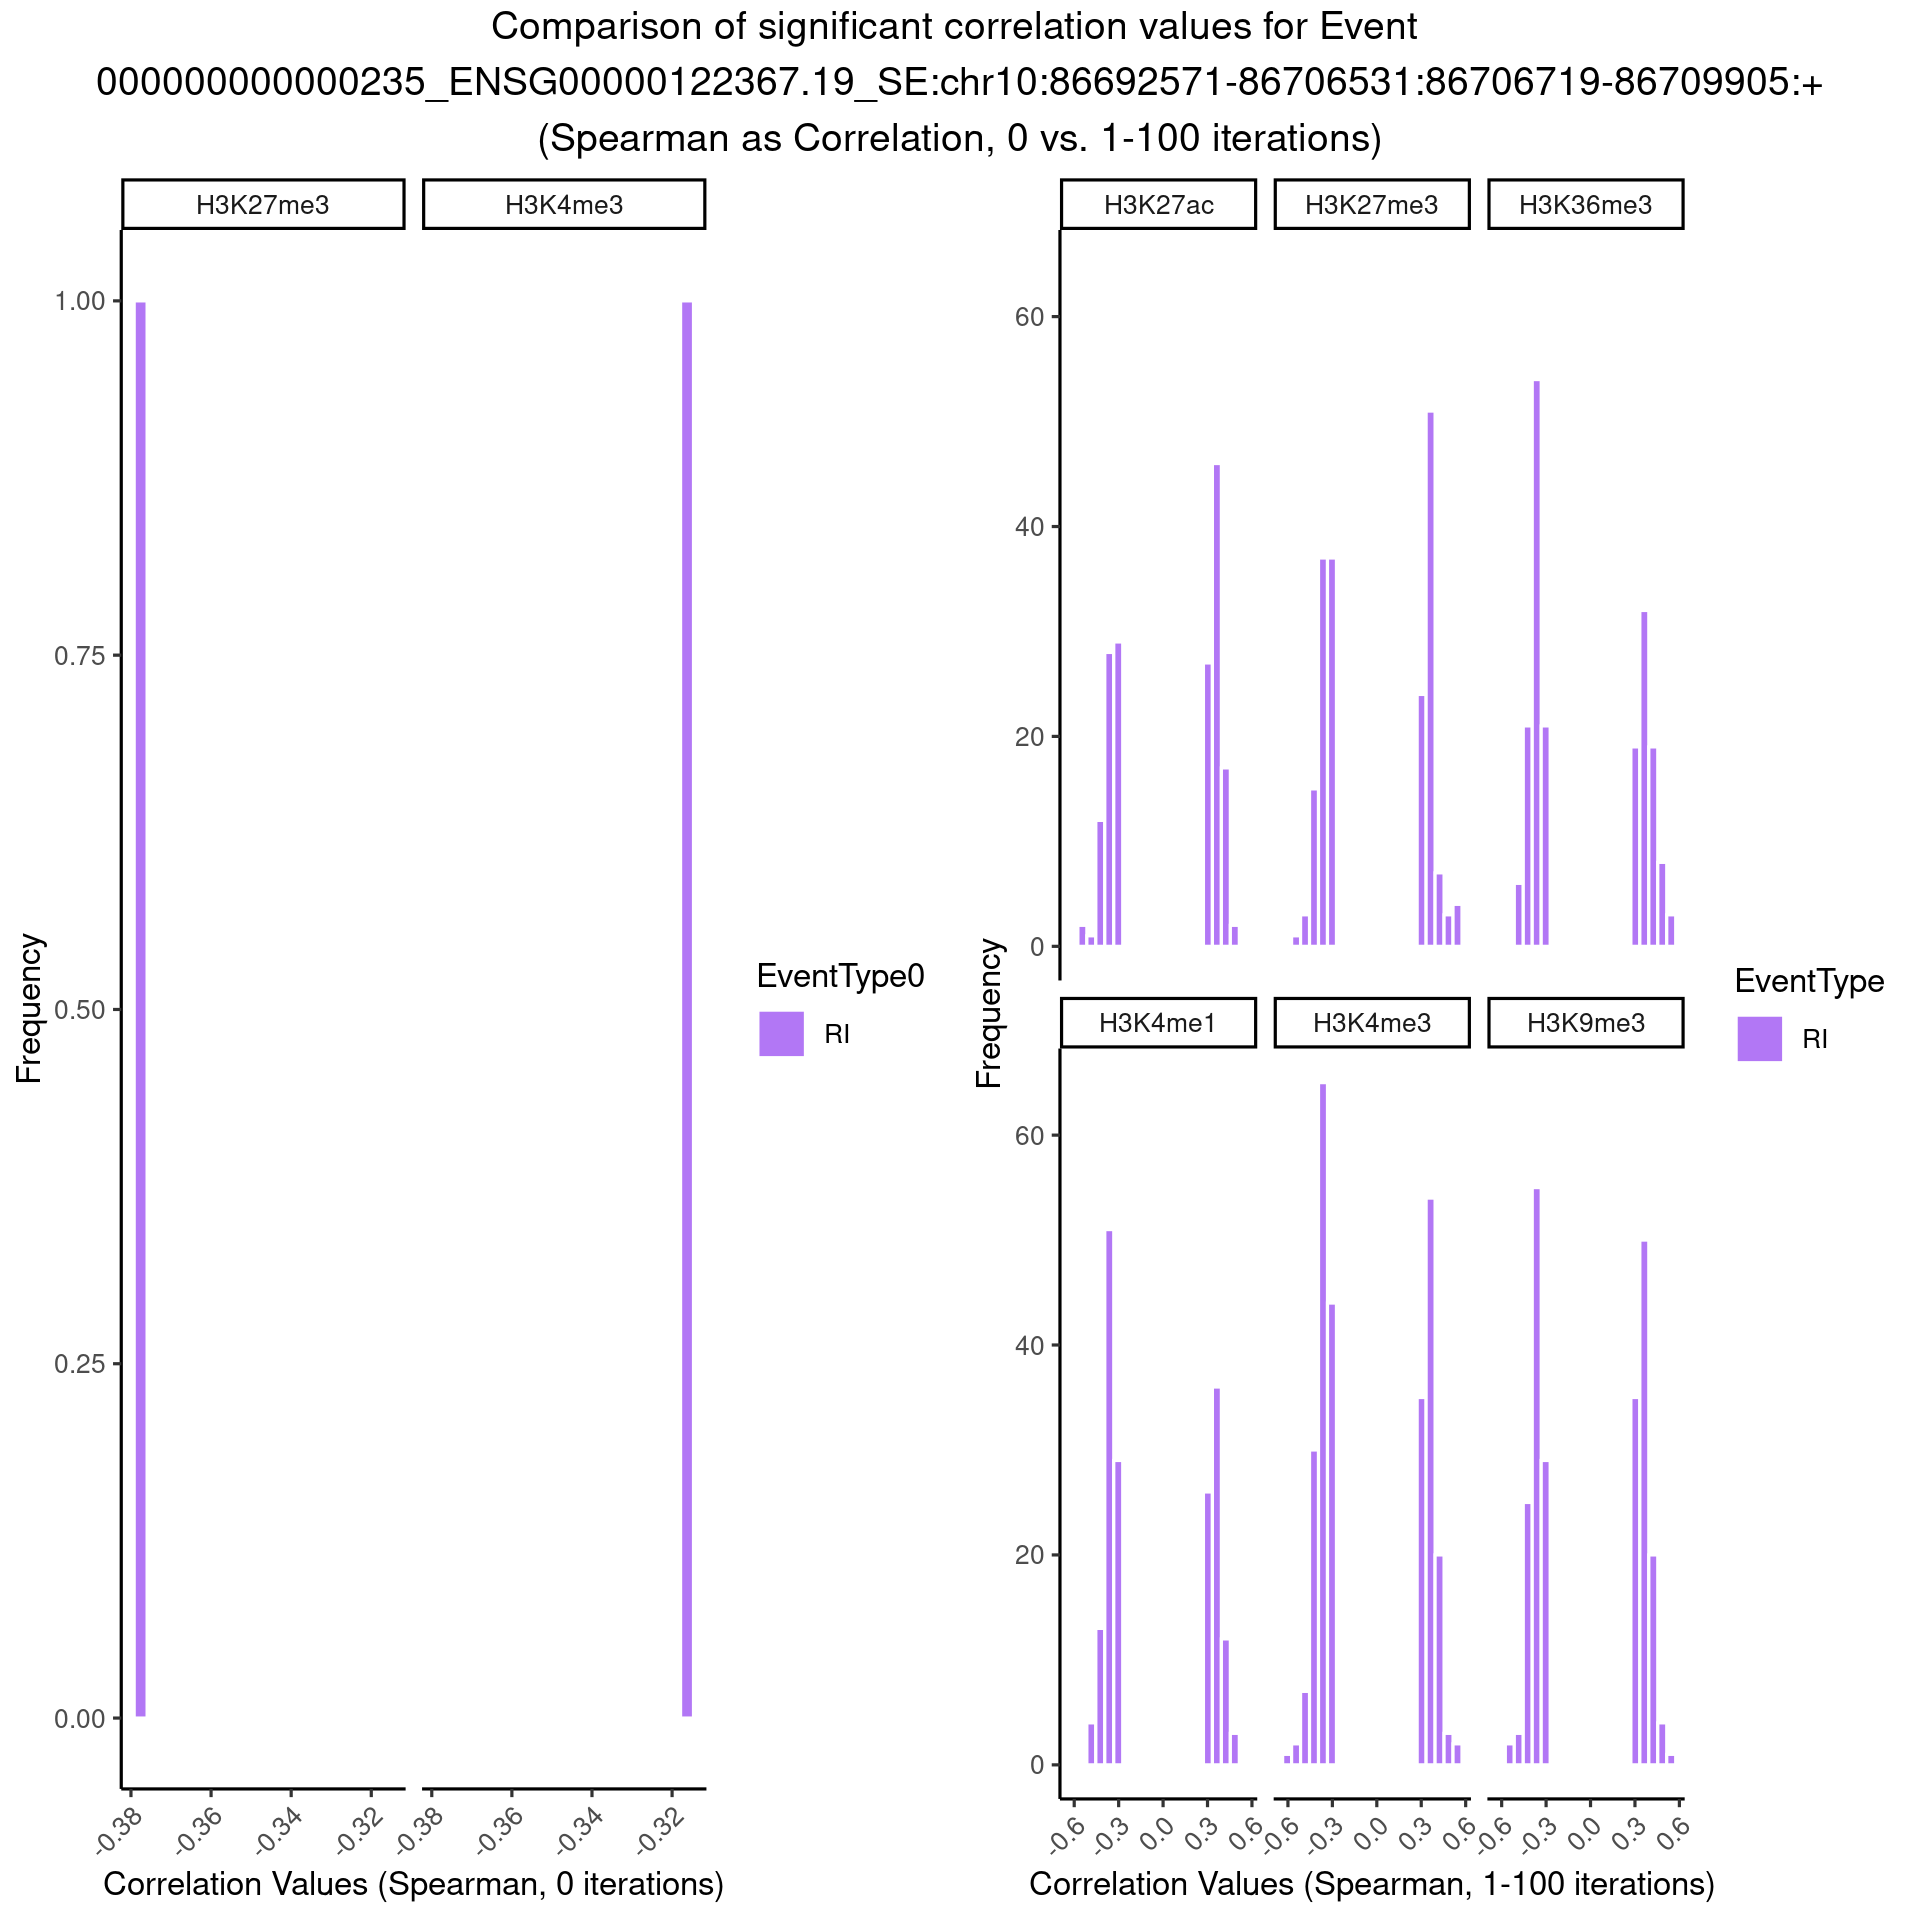 Comparison of significant correlation values for Event
000000000000235_ENSG00000122367.19_SE:chr10:86692571-86706531:86706719-86709905:+
(Spearman as Correlation, 0 vs. 1-100 iterations)
H3K27me3
H3K4me3
1.00
0.75
0.50
0.25
0.00
Frequency
-0.38
-0.36
-0.34
-0.32
-0.38
-0.36
-0.34
-0.32
Correlation Values (Spearman, 0 iterations)
EventType0
RI
H3K27ac
H3K27me3
H3K36me3
60
40
20
0
Frequency
H3K4me1
H3K4me3
H3K9me3
60
40
20
0
-0.6
-0.3
0.0
0.3
0.6
-0.6
-0.3
0.0
0.3
0.6
-0.6
-0.3
0.0
0.3
0.6
Correlation Values (Spearman, 1-100 iterations)
EventType
RI